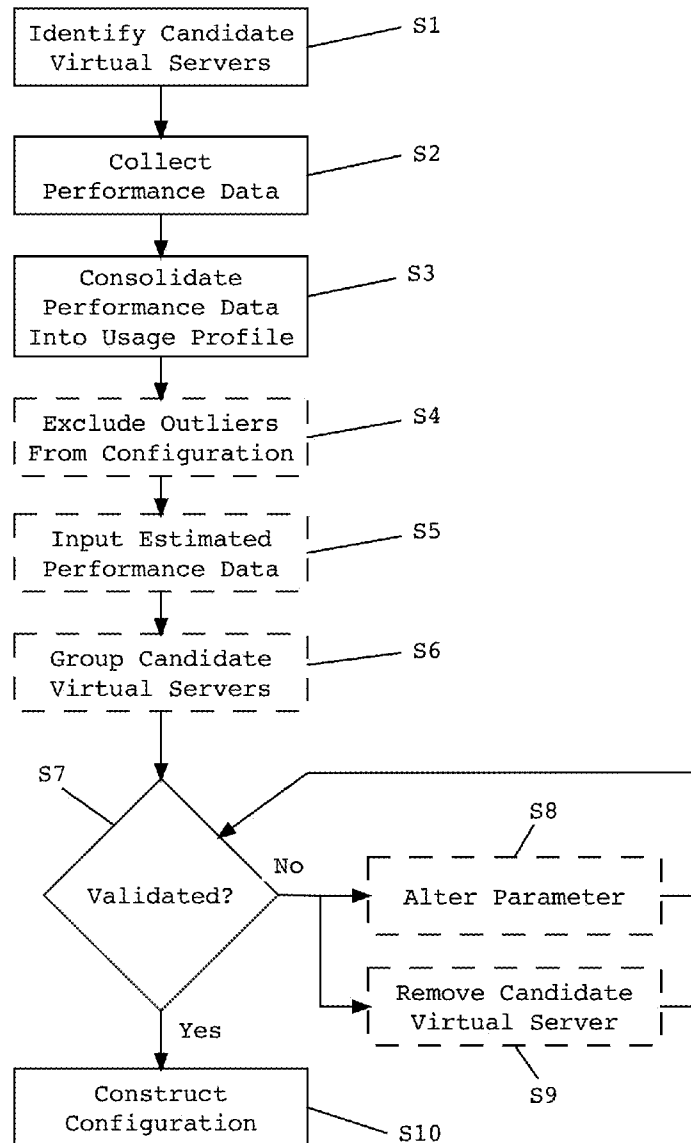 Identify Candidate
Virtual Servers
S1
Collect
Performance Data
S2
Consolidate
Performance Data
Into Usage Profile
S3
Exclude Outliers
From Configuration
S4
Input Estimated
Performance Data
S5
Group Candidate
Virtual Servers
S6
S7
Validated?
No
Yes
S8
Alter Parameter
Remove Candidate
Virtual Server
S9
Construct
Configuration
S10